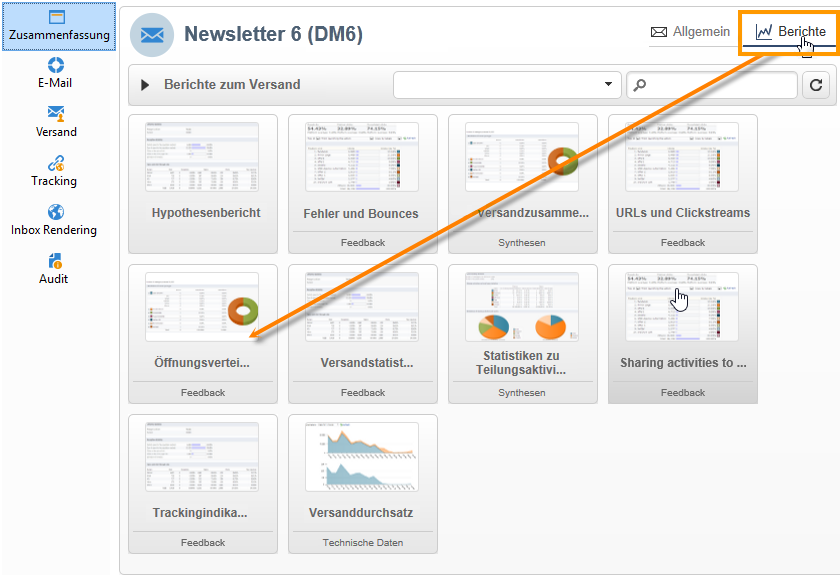 Zusammenfassung
E-Mail
Versand
Tracking
Inbox Rendering
Audit
Newsletter 6 (DM6)
Allgemein
Berichte
Berichte zum Versand
Hypothesenbericht
Fehler und Bounces
Feedback
Versandzusamme...
Synthesen
URLs und Clickstreams
Feedback
Öffnungsvertei...
Feedback
Versandstatist...
Feedback
Statistiken zu
Teilungsaktivi...
Synthesen
Sharing activities to ...
Feedback
Trackingindika...
Feedback
Versanddurchsatz
Technische Daten